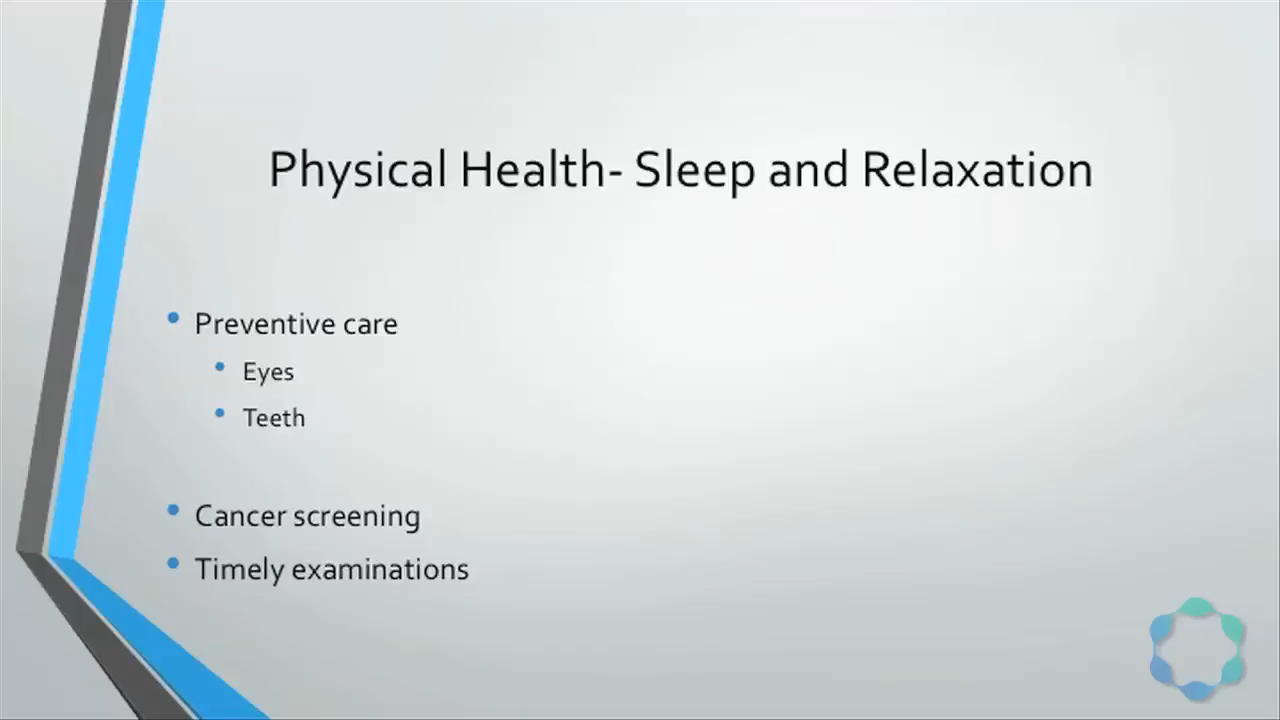 Physical Health- Sleep and Relaxation
Preventive care
Eyes
Teeth
Cancer screening
Timely examinations